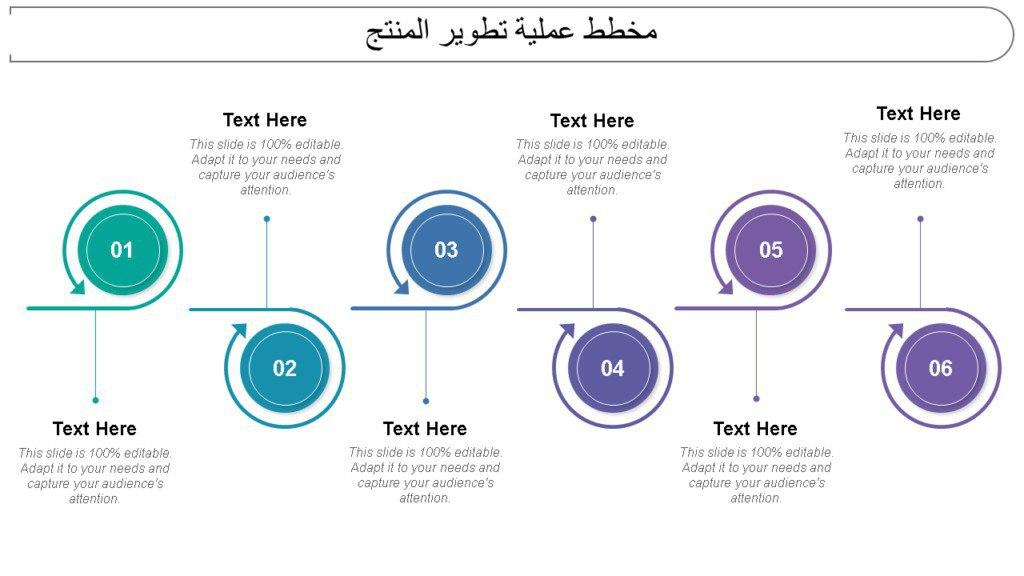 مخطط عملية تطوير المنتج
Text Here
This slide is 100% editable.
Adapt it to your needs and
capture your audience's
attention.
Text Here
This slide is 100% editable.
Adapt it to your needs and
capture your audience's
attention.
Text Here
This slide is 100% editable.
Adapt it to your needs and
capture your audience's
attention.
01
03
05
02
04
06
Text Here
This slide is 100% editable.
Adapt it to your needs and
capture your audience's
attention.
Text Here
This slide is 100% editable.
Adapt it to your needs and
capture your audience's
attention.
Text Here
This slide is 100% editable.
Adapt it to your needs and
capture your audience's
attention.